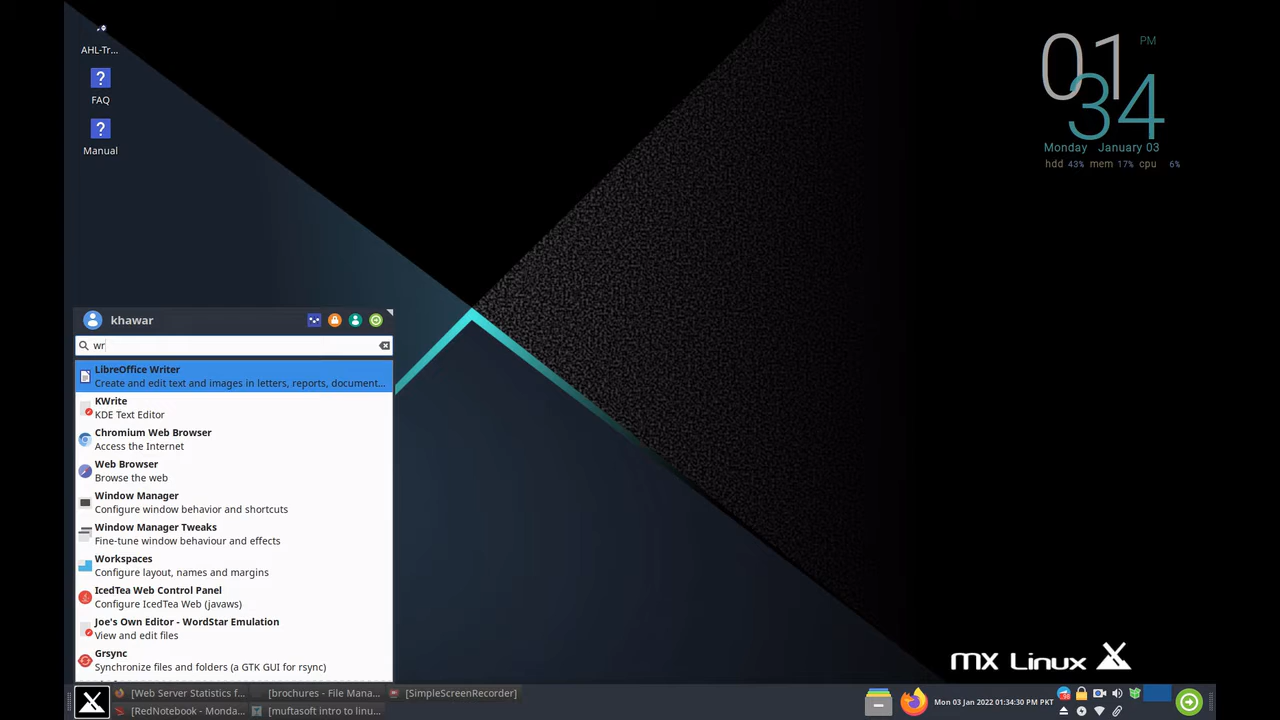 AHL-Tr...
FAQ
Manual
01
PM
34
Monday January 03
hdd 43% mem 17% cpu 6%
khawar
wr
LibreOffice Writer
Create and edit text and images in letters, reports, document...
KWrite
KDE Text Editor
Chromium Web Browser
Access the Internet
Web Browser
Browse the web
Window Manager
Configure window behavior and shortcuts
Window Manager Tweaks
Fine-tune window behaviour and effects
Workspaces
Configure layout, names and margins
IcedTea Web Control Panel
Configure IcedTea Web (javaws)
Joe's Own Editor - WordStar Emulation
View and edit files
Grsync
Synchronize files and folders (a GTK GUI for rsync)
MX Linux
[Web Server Statistics f...
[brochures - File Mana...
[SimpleScreenRecorder]
[RedNotebook - Monda...
[muftasoft intro to linu...
Mon 03 Jan 2022 01:34:30 PM PKT